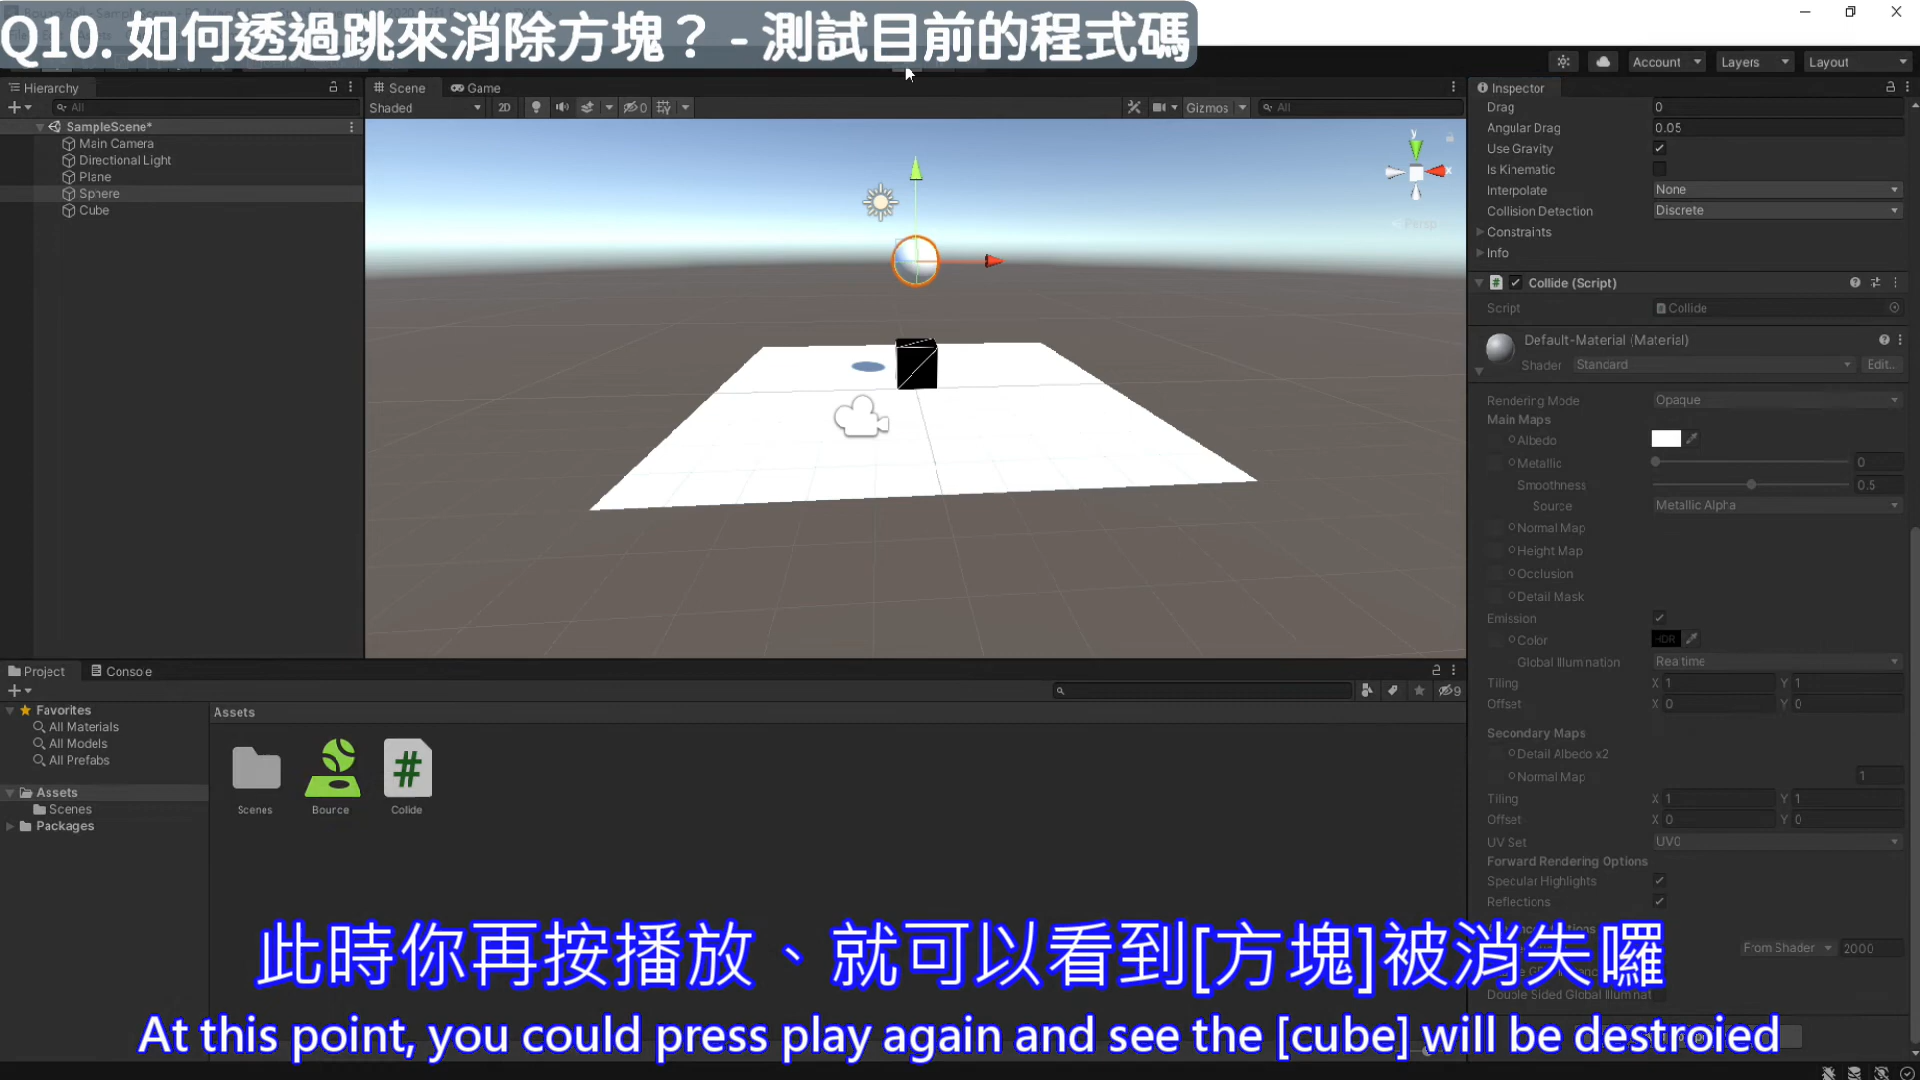 Q10. 如何透過跳來消除方塊？ - 測試目前的程式碼
Account
Layers
Layout
Hierarchy
Scene
Game
Inspector
All
Shaded
2D
0
Gizmos
All
SampleScene*
Main Camera
Directional Light
Plane
Sphere
Cube
y
x
Persp
Drag 0
Angular Drag 0.05
Use Gravity
Is Kinematic
Interpolate None
Collision Detection Discrete
Constraints
Info
Collide (Script)
Script Collide
Default-Material (Material)
Shader Standard Edit..
Rendering Mode Opaque
Main Maps
Albedo
Metallic 0
Smoothness 0.5
Source Metallic Alpha
Normal Map
Height Map
Occlusion
Detail Mask
Emission
Color HDR
Global Illumination Realtime
Tiling X 1 Y 1
Offset X 0 Y 0
Secondary Maps
Detail Albedo x2
Normal Map 1
Tiling X 1 Y 1
Offset X 0 Y 0
UV Set UV0
Forward Rendering Options
Specular Highlights
Reflections
From Shader 2000
Double Sided Global Illuminat
Project
Console
9
Favorites
All Materials
All Models
All Prefabs
Assets
Scenes
Packages
Assets
Scenes
Bource
Colide
此時你再按播放、就可以看到[方塊]被消失囉
At this point, you could press play again and see the [cube] will be destroied